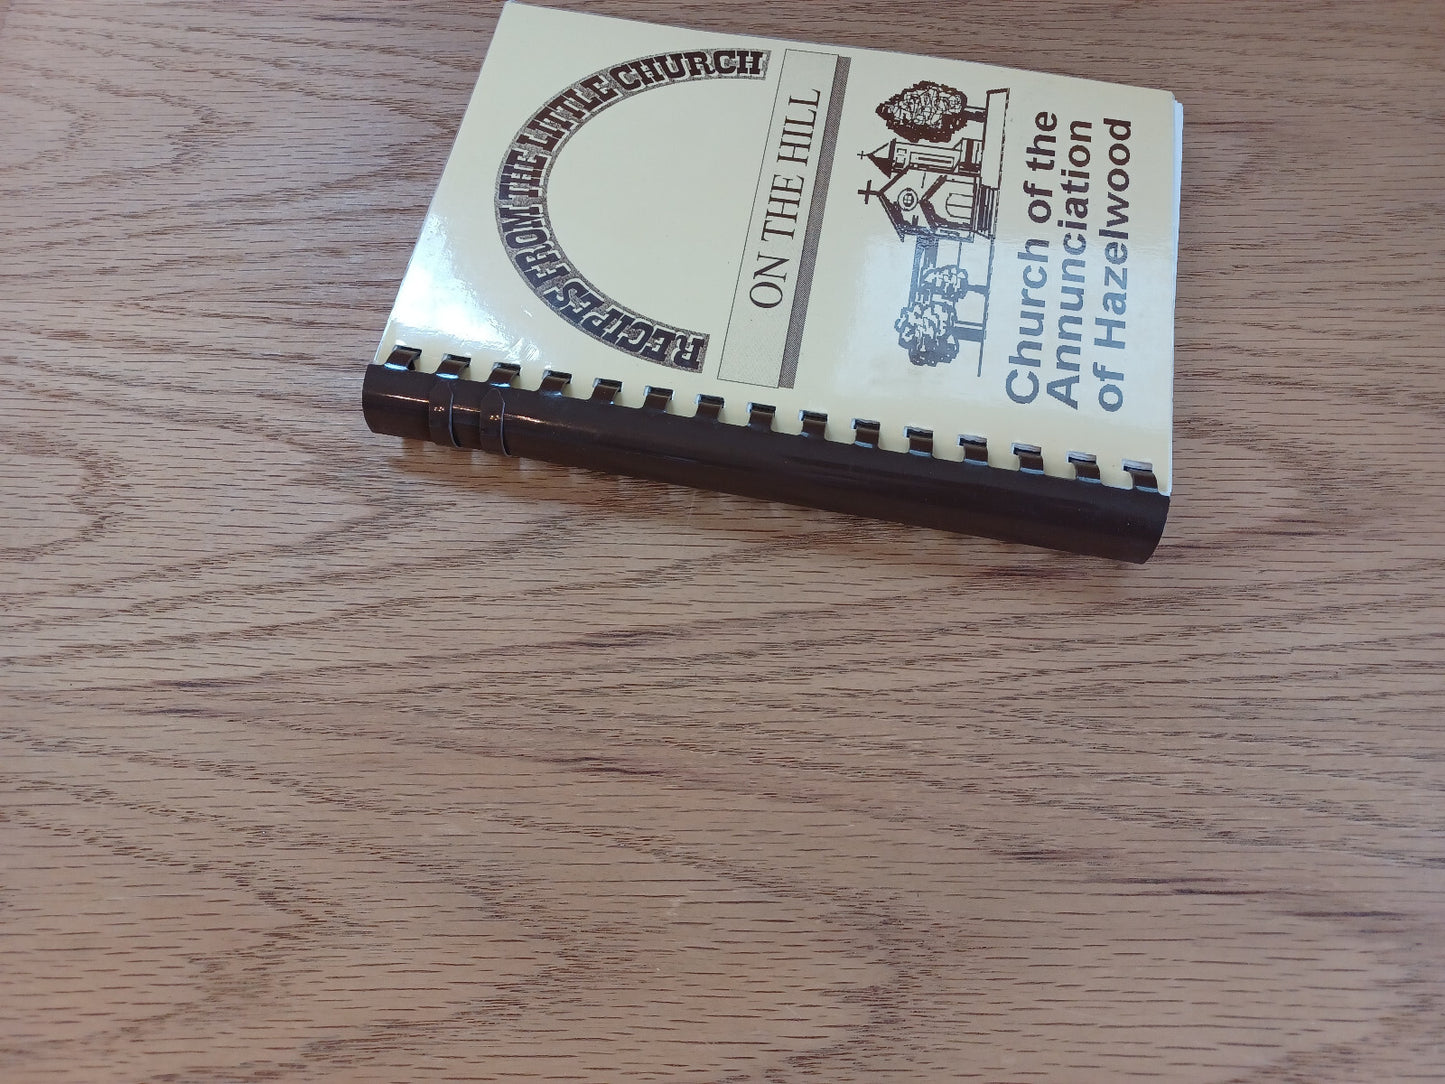 RECIPES FROM THE LITTLE CHURCH
ON THE HILL
Church of the
Annunciation
of Hazelwood